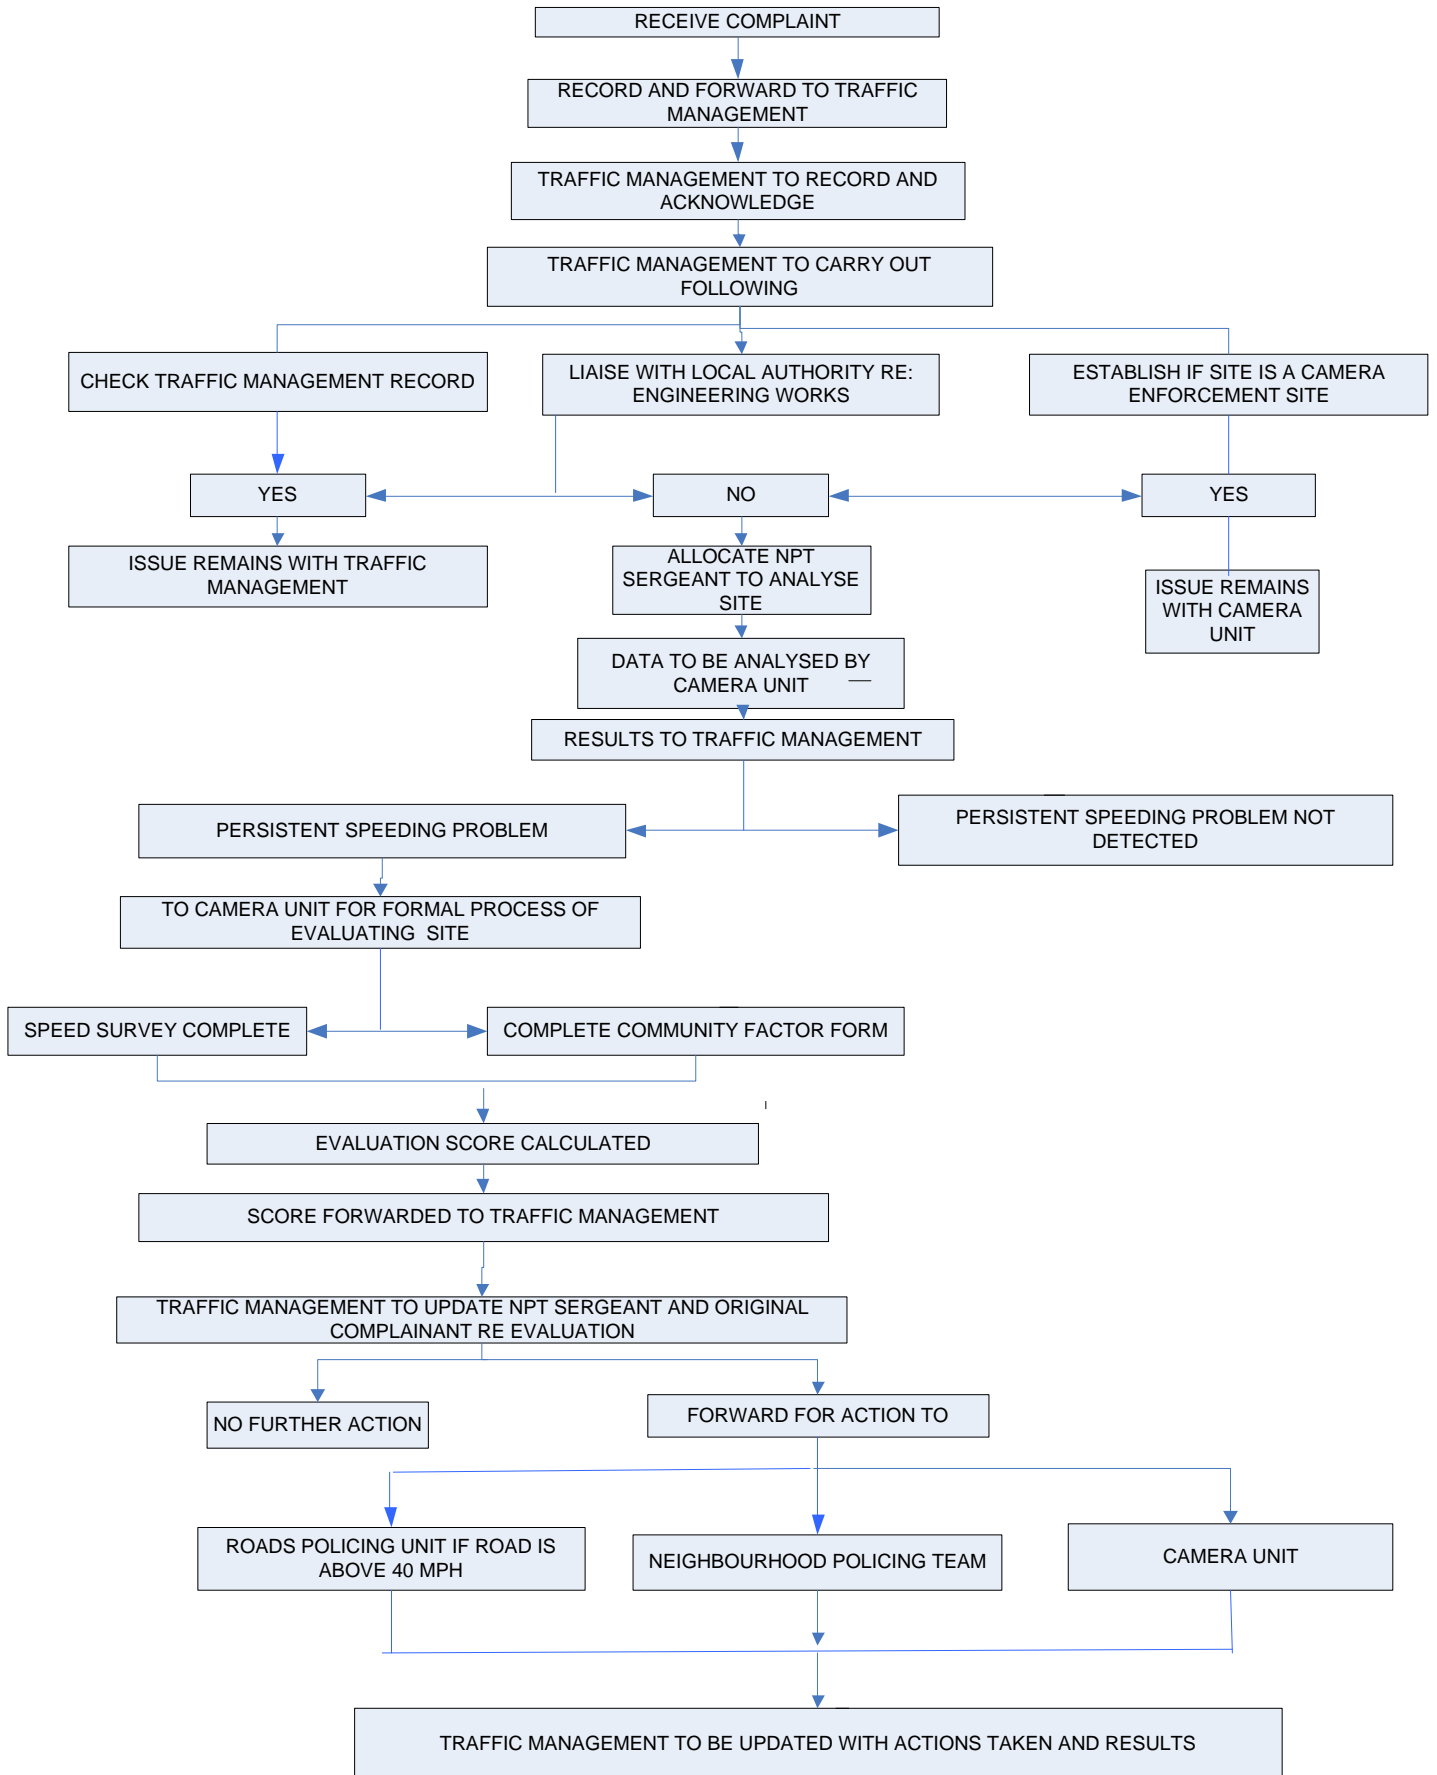 RECEIVE COMPLAINT
RECORD AND FORWARD TO TRAFFIC
MANAGEMENT
TRAFFIC MANAGEMENT TO RECORD AND
ACKNOWLEDGE
TRAFFIC MANAGEMENT TO CARRY OUT
FOLLOWING
CHECK TRAFFIC MANAGEMENT RECORD
LIAISE WITH LOCAL AUTHORITY RE:
ENGINEERING WORKS
ESTABLISH IF SITE IS A CAMERA
ENFORCEMENT SITE
YES
NO
YES
ISSUE REMAINS WITH TRAFFIC
MANAGEMENT
ALLOCATE NPT
SERGEANT TO ANALYSE
SITE
ISSUE REMAINS
WITH CAMERA
UNIT
DATA TO BE ANALYSED BY
CAMERA UNIT
RESULTS TO TRAFFIC MANAGEMENT
PERSISTENT SPEEDING PROBLEM
PERSISTENT SPEEDING PROBLEM NOT
DETECTED
TO CAMERA UNIT FOR FORMAL PROCESS OF
EVALUATING  SITE
SPEED SURVEY COMPLETE
COMPLETE COMMUNITY FACTOR FORM
EVALUATION SCORE CALCULATED
SCORE FORWARDED TO TRAFFIC MANAGEMENT
TRAFFIC MANAGEMENT TO UPDATE NPT SERGEANT AND ORIGINAL
COMPLAINANT RE EVALUATION
NO FURTHER ACTION
FORWARD FOR ACTION TO
ROADS POLICING UNIT IF ROAD IS
ABOVE 40 MPH
NEIGHBOURHOOD POLICING TEAM
CAMERA UNIT
TRAFFIC MANAGEMENT TO BE UPDATED WITH ACTIONS TAKEN AND RESULTS